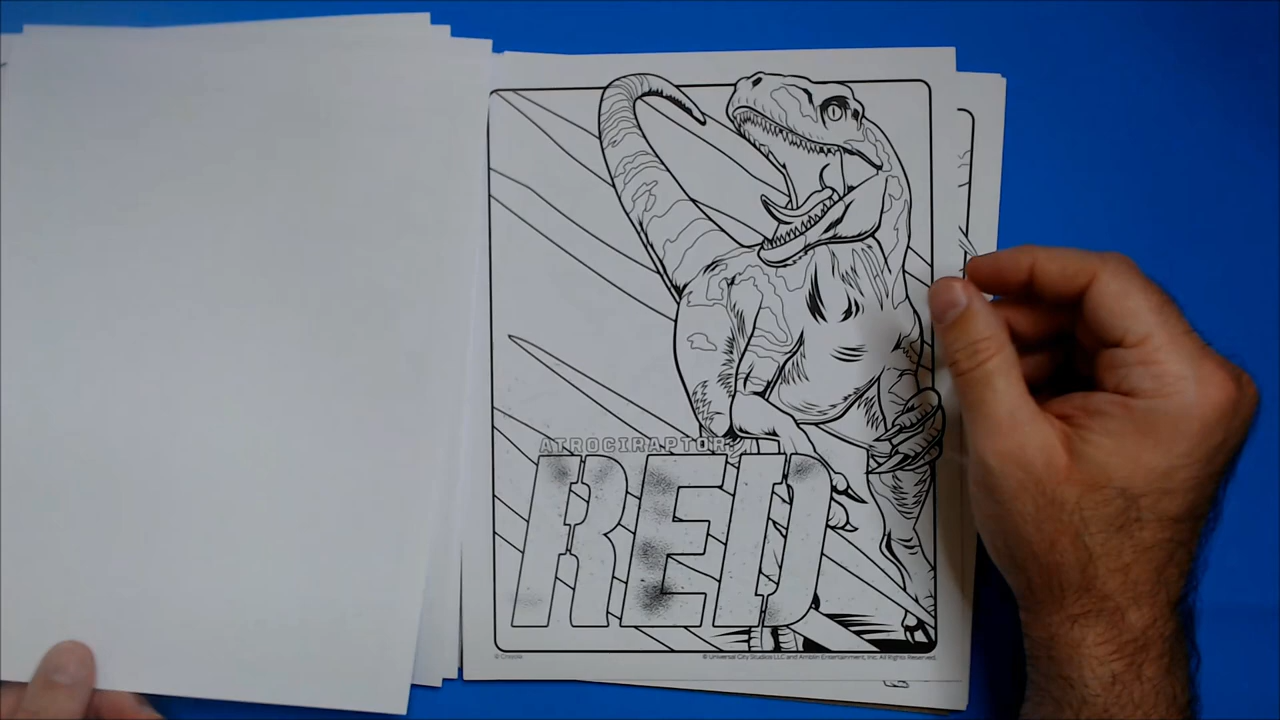 ATROCIRAPTOR:
RED
© Crayola
© Universal City Studios LLC and Amblin Entertainment, Inc. All Rights Reserved.